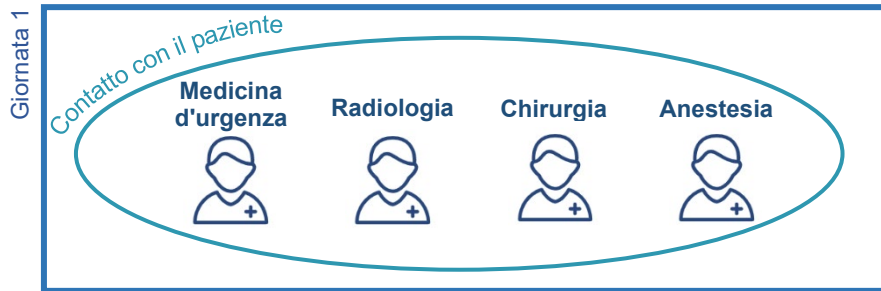 Giornata 1
Contatto con il paziente
Medicina
d'urgenza
Radiologia
Chirurgia
Anestesia